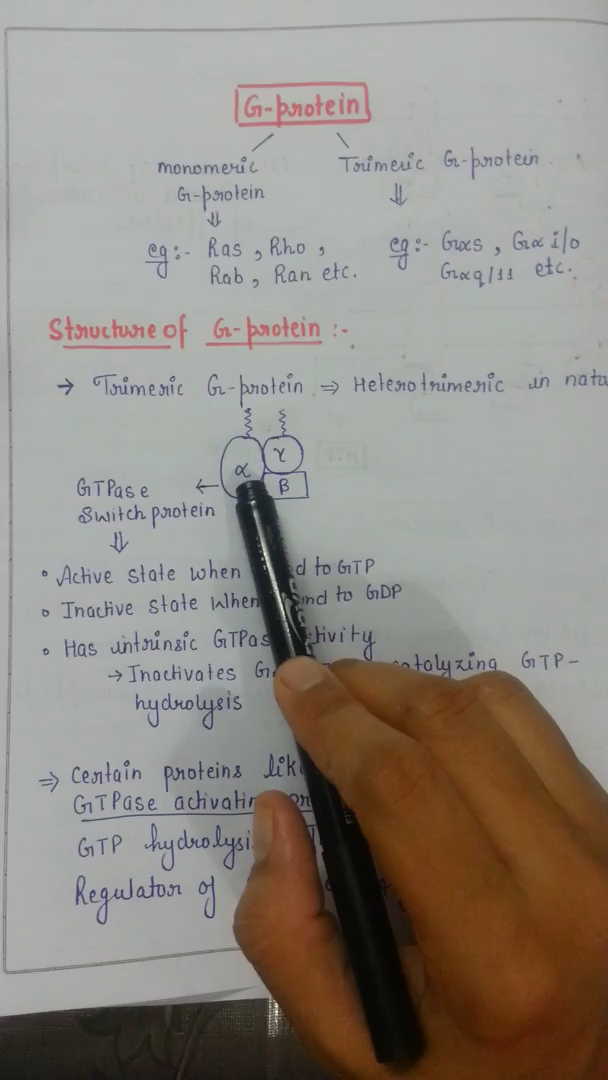 G-protein
monomeric
G-protein
Trimeric G-protein
eg:- Ras, Rho,
Rab, Ran etc.
eg:- Gαs, Gα i/o
Gαq/11 etc.
Structure of G-protein :-
→ Trimeric G-protein ⇒ Heterotrimeric in natu
α
γ
β
GTPase
Switch protein
• Active state when d to GTP
• Inactive state when nd to GDP
• Has intrinsic GTPas tivity
→ Inactivates catalyzing GTP-
hydrolysis
⇒ Certain proteins lik
GTPase activatin
GTP hydrolysi
Regulator of